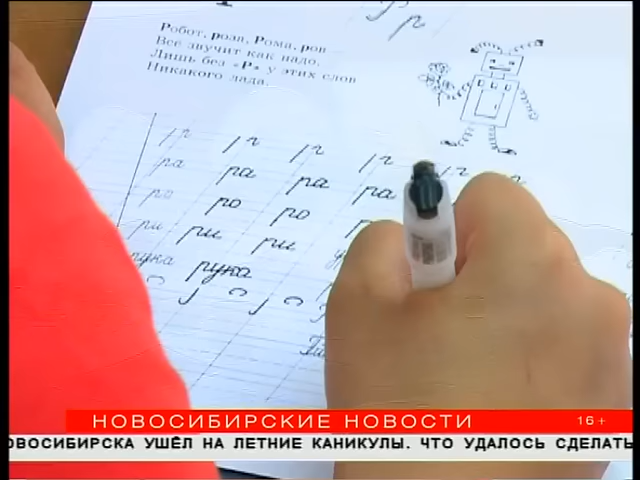 Робот, роза, Рома, ров
Всё звучит как надо.
Лишь без «Р» у этих слов
Никакого лада.
ра ра ра ра
ро ро ро
ри ри ри
рука рука
НОВОСИБИРСКИЕ НОВОСТИ 16+
ОВОСИБИРСКА УШЁЛ НА ЛЕТНИЕ КАНИКУЛЫ. ЧТО УДАЛОСЬ СДЕЛАТЬ